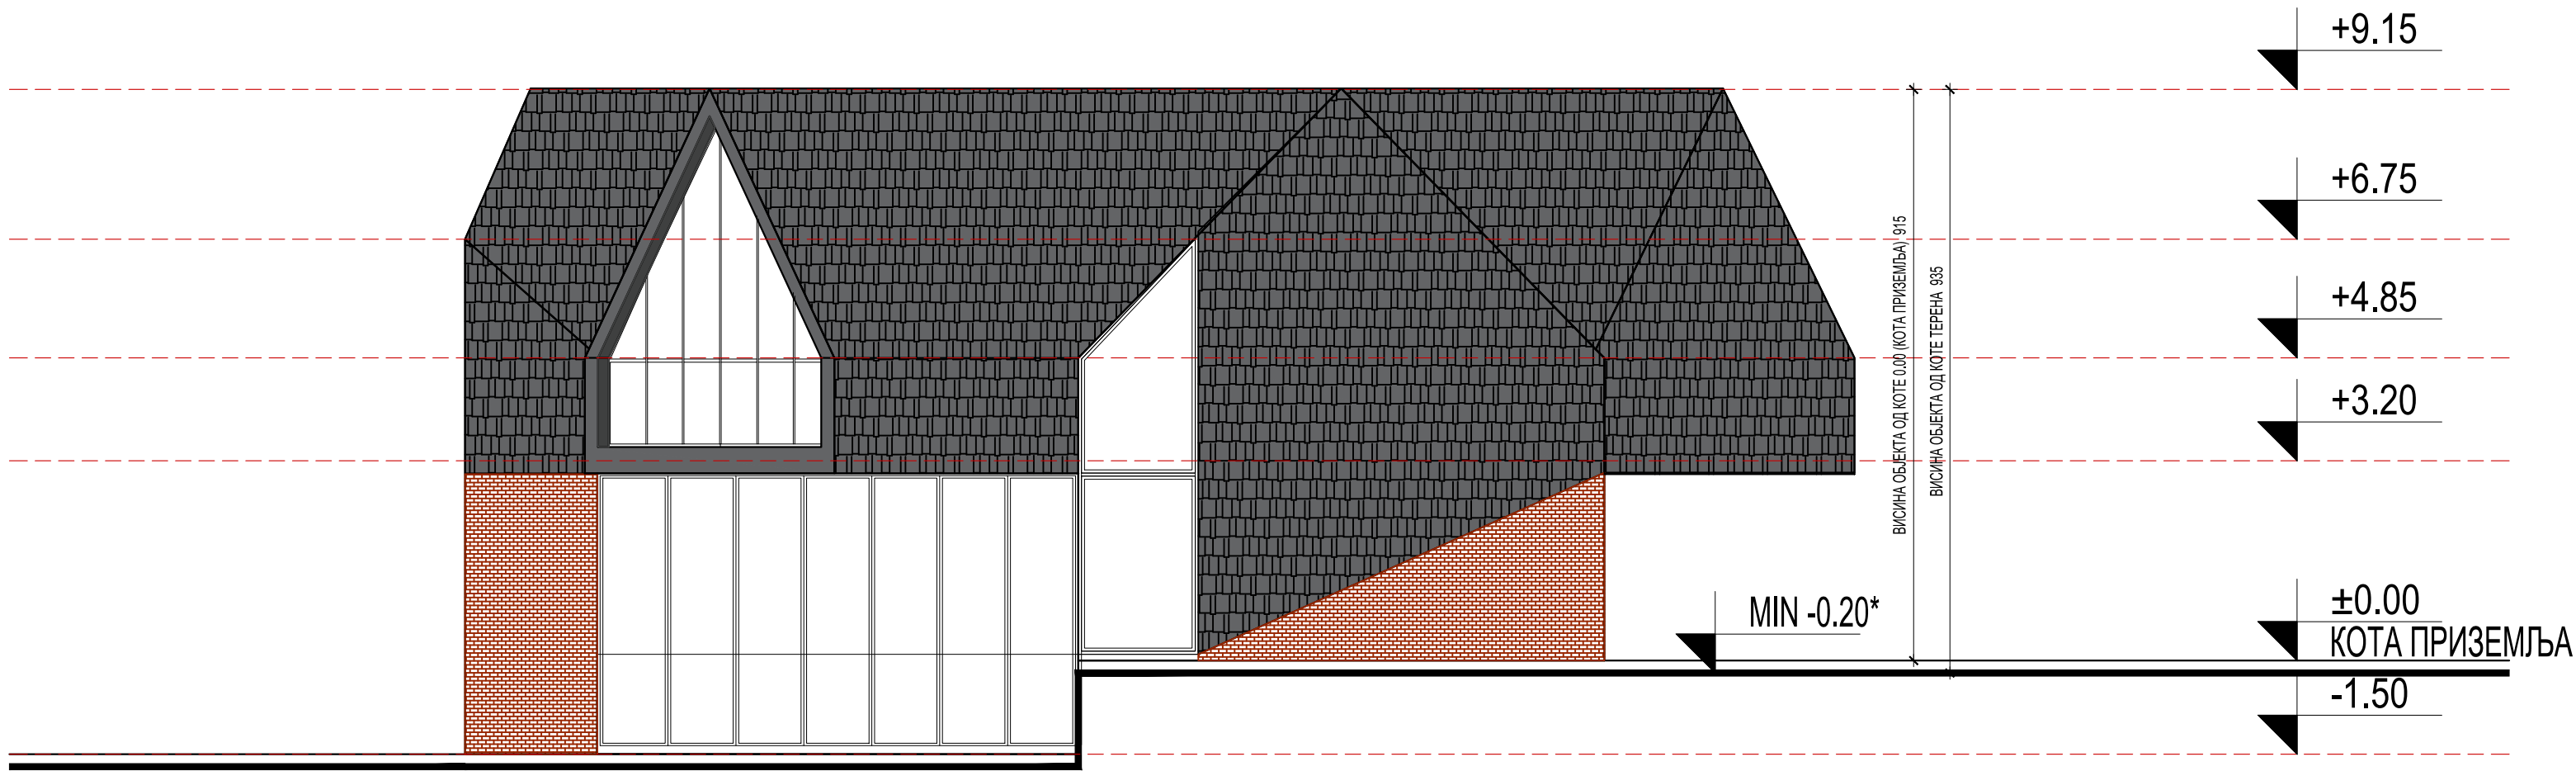 +9.15
+6.75
+4.85
+3.20
ВИСИНА ОБЈЕКТА ОД КОТЕ 0.00 (КОТА ПРИЗЕМЉА) 915
ВИСИНА ОБЈЕКТА ОД КОТЕ ТЕРЕНА 935
MIN -0.20*
±0.00
КОТА ПРИЗЕМЉА
-1.50